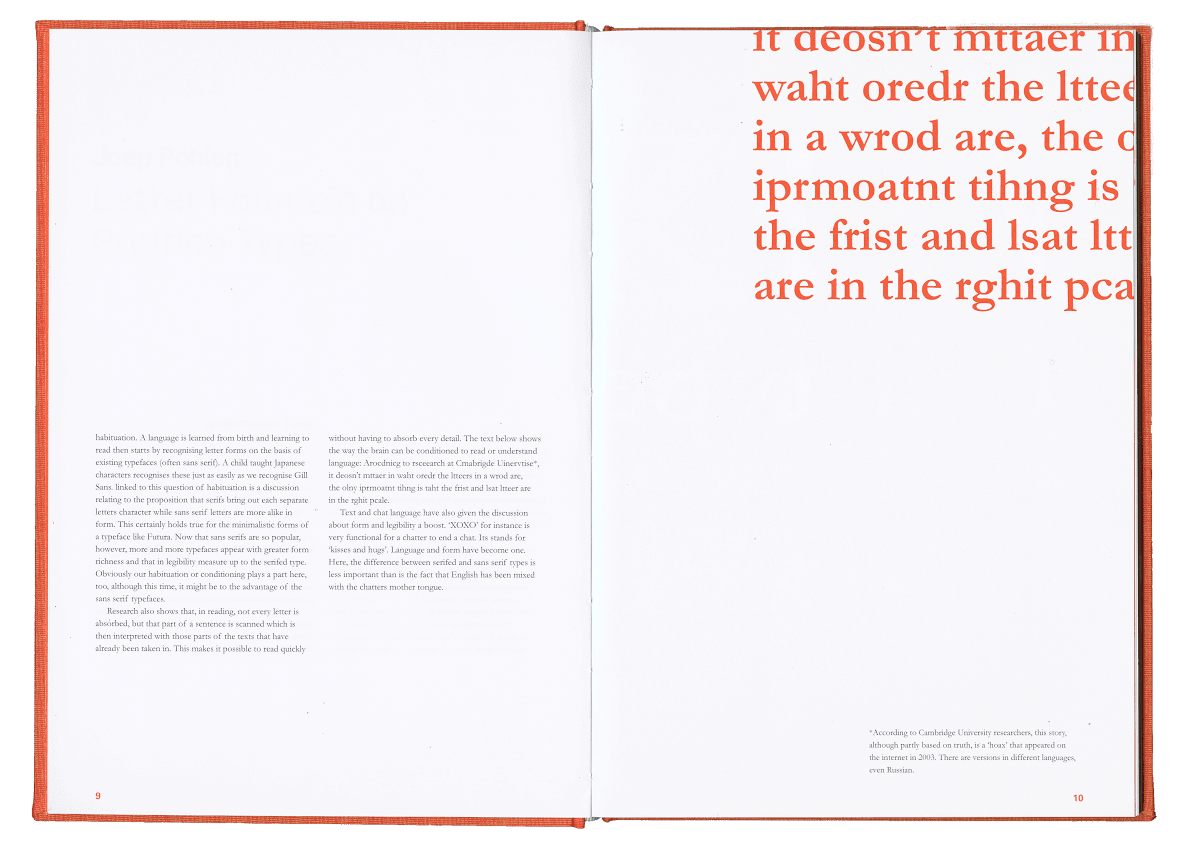 habituation. A language is learned from birth and learning to
read then starts by recognising letter forms on the basis of
existing typefaces (often sans serif). A child taught Japanese
characters recognises these just as easily as we recognise Gill
Sans. linked to this question of habituation is a discussion
relating to the proposition that serifs bring out each separate
letters character while sans serif letters are more alike in
form. This certainly holds true for the minimalistic forms of
a typeface like Futura. Now that sans serifs are so popular,
however, more and more typefaces appear with greater form
richness and that in legibility measure up to the serifed type.
Obviously our habituation or conditioning plays a part here,
too, although this time, it might be to the advantage of the
sans serif typefaces.
Research also shows that, in reading, not every letter is
absorbed, but that part of a sentence is scanned which is
then interpreted with those parts of the texts that have
already been taken in. This makes it possible to read quickly
without having to absorb every detail. The text below shows
the way the brain can be conditioned to read or understand
language: Arocdnicg to rsceearch at Cmabrigde Uinervtise*,
it deosn't mttaer in waht oredr the ltteers in a wrod are,
the olny iprmoatnt tihng is taht the frist and lsat ltteer are
in the rghit pcale.
Text and chat language have also given the discussion
about form and legibility a boost. 'XOXO' for instance is
very functional for a chatter to end a chat. Its stands for
'kisses and hugs'. Language and form have become one.
Here, the difference between serifed and sans serif types is
less important than is the fact that English has been mixed
with the chatters mother tongue.
9
it deosn't mttaer in
waht oredr the lttee
in a wrod are, the o
iprmoatnt tihng is
the frist and lsat ltt
are in the rghit pca
*According to Cambridge University researchers, this story,
although partly based on truth, is a 'hoax' that appeared on
the internet in 2003. There are versions in different languages,
even Russian.
10